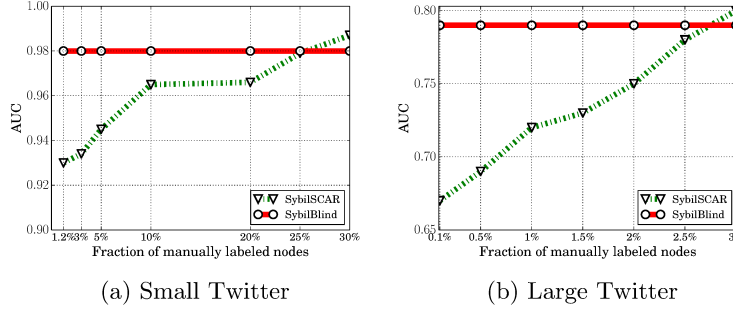 1.00
0.98
0.96
0.94
0.92
0.90
AUC
1.2%
3%
5%
10%
20%
25%
30%
Fraction of manually labeled nodes
SybilSCAR
SybilBlind
(a) Small Twitter
0.80
0.75
0.70
0.65
AUC
0.1%
0.5%
1%
1.5%
2%
2.5%
Fraction of manually labeled nodes
SybilSCAR
SybilBlind
(b) Large Twitter